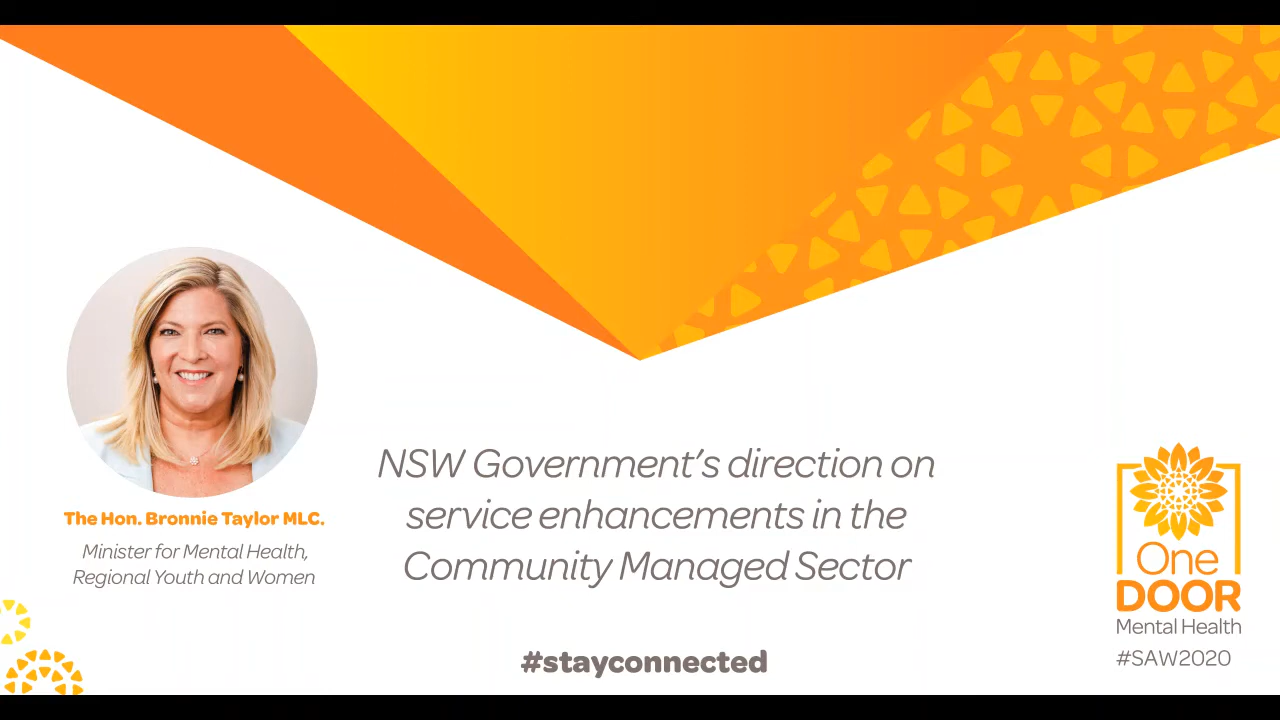 The Hon. Bronnie Taylor MLC.
Minister for Mental Health,
Regional Youth and Women
NSW Government's direction on
service enhancements in the
Community Managed Sector
#stayconnected
One
DOOR
Mental Health
#SAW2020